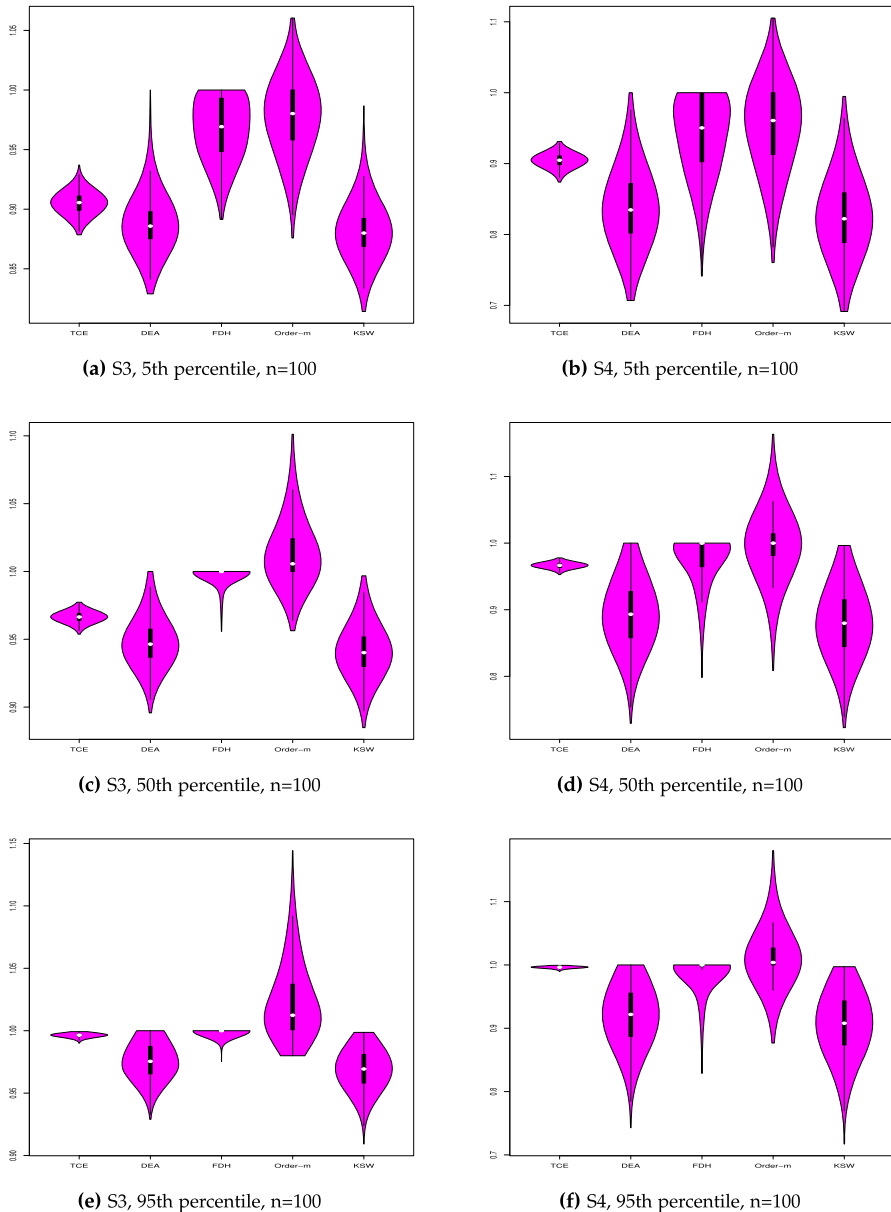 1.05
1.00
0.95
0.90
0.85
TCE DEA FDH Order-m KSW
(a) S3, 5th percentile, n=100
1.1
1.0
0.9
0.8
0.7
TCE DEA FDH Order-m KSW
(b) S4, 5th percentile, n=100
1.10
1.05
1.00
0.95
0.90
TCE DEA FDH Order-m KSW
(c) S3, 50th percentile, n=100
1.1
1.0
0.9
0.8
TCE DEA FDH Order-m KSW
(d) S4, 50th percentile, n=100
1.15
1.10
1.05
1.00
0.95
0.90
TCE DEA FDH Order-m KSW
(e) S3, 95th percentile, n=100
1.1
1.0
0.9
0.8
0.7
TCE DEA FDH Order-m KSW
(f) S4, 95th percentile, n=100